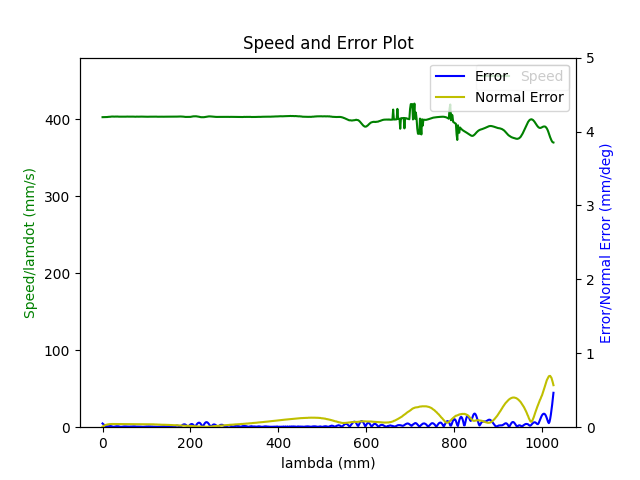 Speed and Error Plot
Error
Speed
Normal Error
400
300
200
100
0
5
4
3
2
1
0
0
200
400
600
800
1000
Speed/lamdot (mm/s)
Error/Normal Error (mm/deg)
lambda (mm)